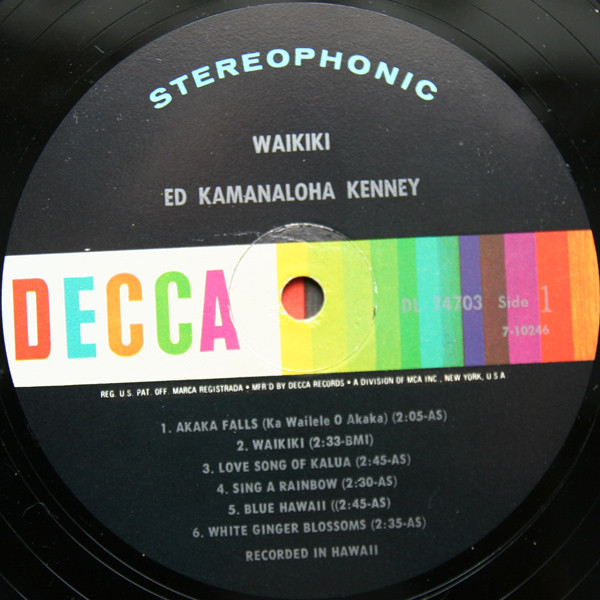 STEREOPHONIC
WAIKIKI
ED KAMANALOHA KENNEY
DECCA
DL 74703 Side 1
7-10246
REG. U.S. PAT. OFF. MARCA REGISTRADA • MFR'D BY DECCA RECORDS • A DIVISION OF MCA INC., NEW YORK, U.S.A
1. AKAKA FALLS (Ka Wailele O Akaka) (2:05-AS)
2. WAIKIKI (2:33-BMI)
3. LOVE SONG OF KALUA (2:45-AS)
4. SING A RAINBOW (2:30-AS)
5. BLUE HAWAII ((2:45-AS)
6. WHITE GINGER BLOSSOMS (2:35-AS)
RECORDED IN HAWAII